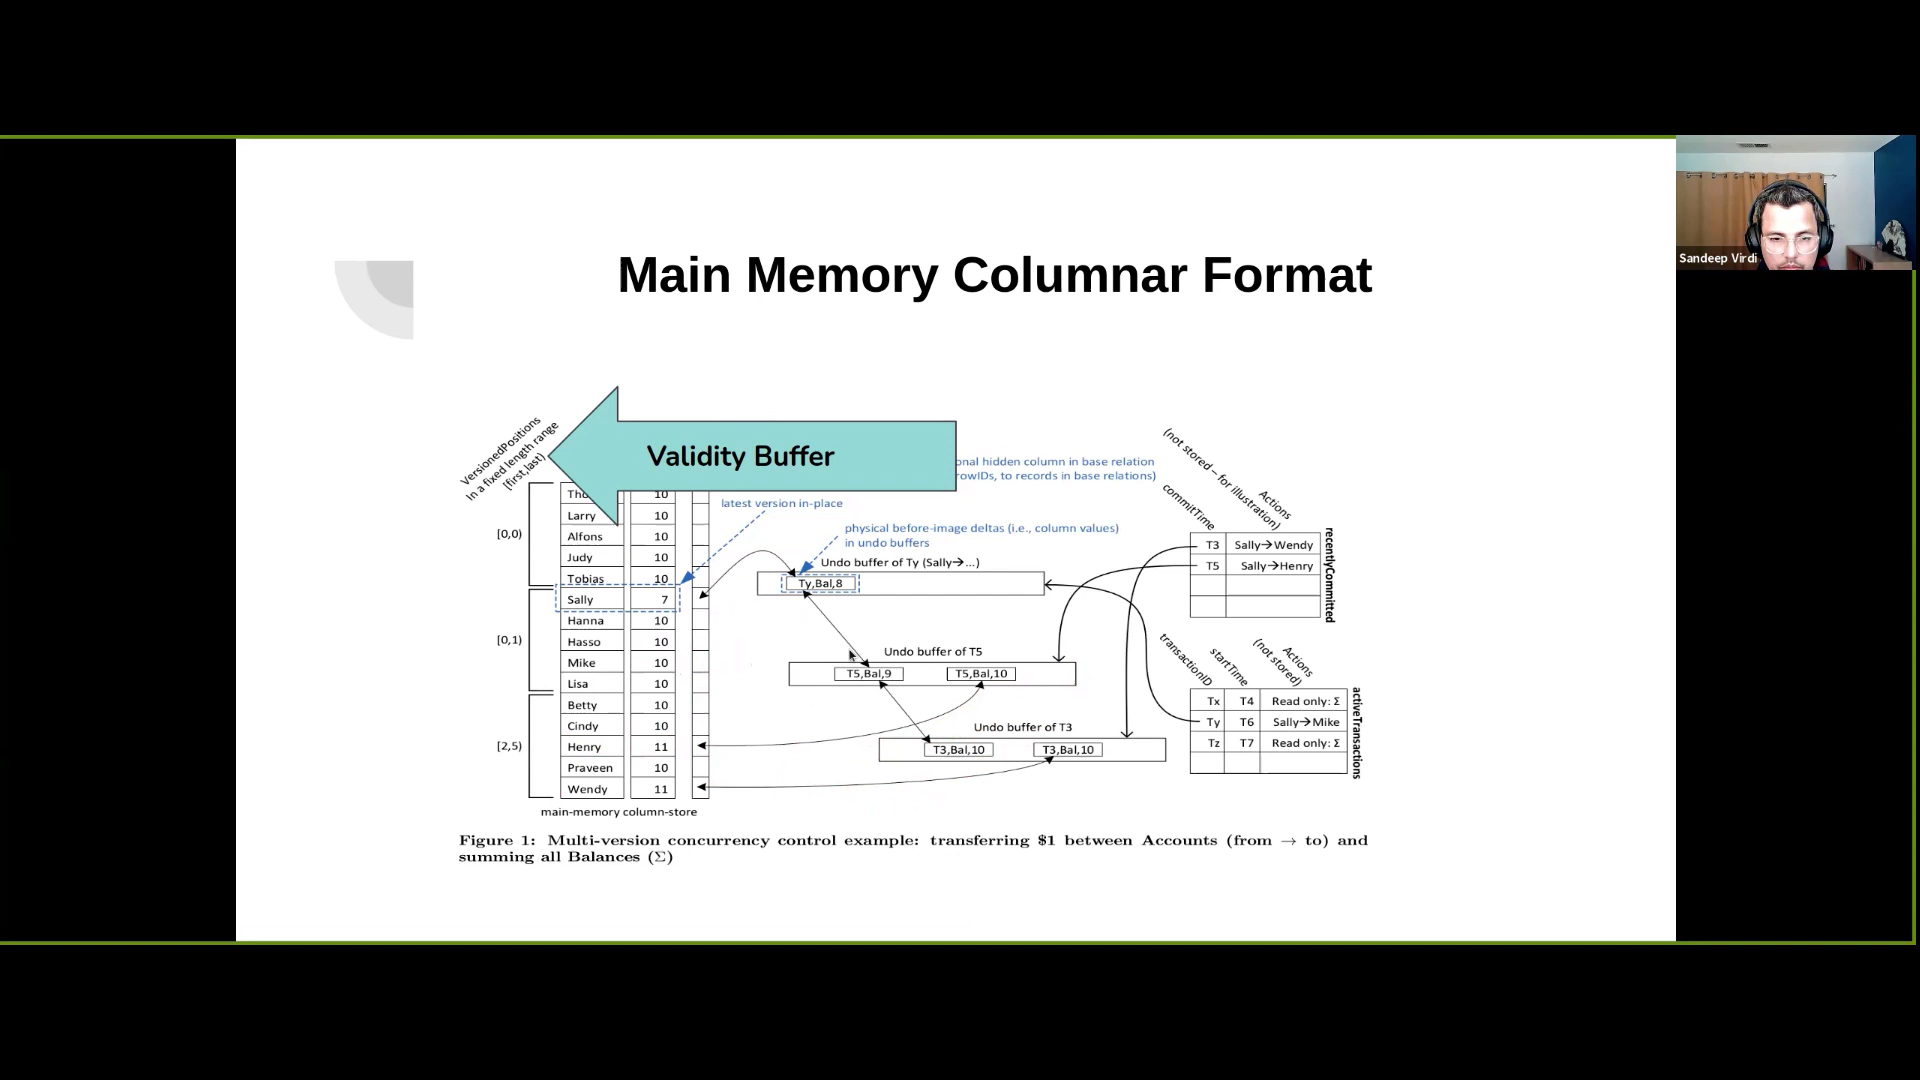 Main Memory Columnar Format
Sandeep Virdi
Validity Buffer
VersionedPositions
In a fixed length range
[first,last)
onal hidden column in base relation
rowIDs, to records in base relations)
latest version in-place
physical before-image deltas (i.e., column values)
in undo buffers
[0,0)
[0,1)
[2,5)
Tho 10
Larry 10
Alfons 10
Judy 10
Tobias 10
Sally 7
Hanna 10
Hasso 10
Mike 10
Lisa 10
Betty 10
Cindy 10
Henry 11
Praveen 10
Wendy 11
main-memory column-store
Undo buffer of Ty (Sally→...)
Ty,Bal,8
Undo buffer of T5
T5,Bal,9 T5,Bal,10
Undo buffer of T3
T3,Bal,10 T3,Bal,10
commitTime
Actions
(not stored – for illustration)
T3 Sally→Wendy
T5 Sally→Henry
recentlyCommitted
transactionID
startTime
Actions
(not stored)
Tx T4 Read only: Σ
Ty T6 Sally→Mike
Tz T7 Read only: Σ
activeTransactions
Figure 1: Multi-version concurrency control example: transferring $1 between Accounts (from → to) and
summing all Balances (Σ)